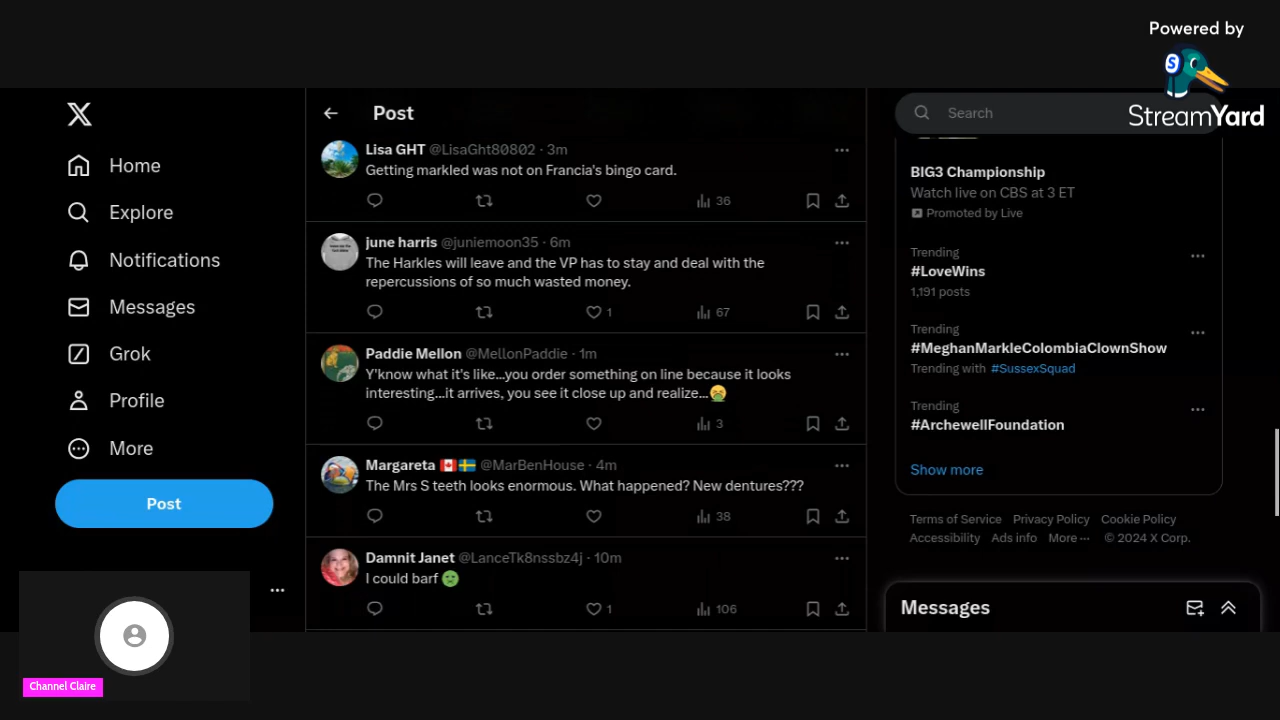 Powered by
StreamYard
Home
Explore
Notifications
Messages
Grok
Profile
More
Post
Channel Claire
Post
Lisa GHT @LisaGht80802 · 3m
Getting markled was not on Francia's bingo card.
36
june harris @juniemoon35 · 6m
The Harkles will leave and the VP has to stay and deal with the
repercussions of so much wasted money.
1 67
Paddie Mellon @MellonPaddie · 1m
Y'know what it's like...you order something on line because it looks
interesting...it arrives, you see it close up and realize...🤮
3
Margareta 🇨🇦🇸🇪 @MarBenHouse · 4m
The Mrs S teeth looks enormous. What happened? New dentures???
38
Damnit Janet @LanceTk8nssbz4j · 10m
I could barf 🤢
1 106
Search
BIG3 Championship
Watch live on CBS at 3 ET
Promoted by Live
Trending
#LoveWins
1,191 posts
Trending
#MeghanMarkleColombiaClownShow
Trending with #SussexSquad
Trending
#ArchewellFoundation
Show more
Terms of Service Privacy Policy Cookie Policy
Accessibility Ads info More ··· © 2024 X Corp.
Messages